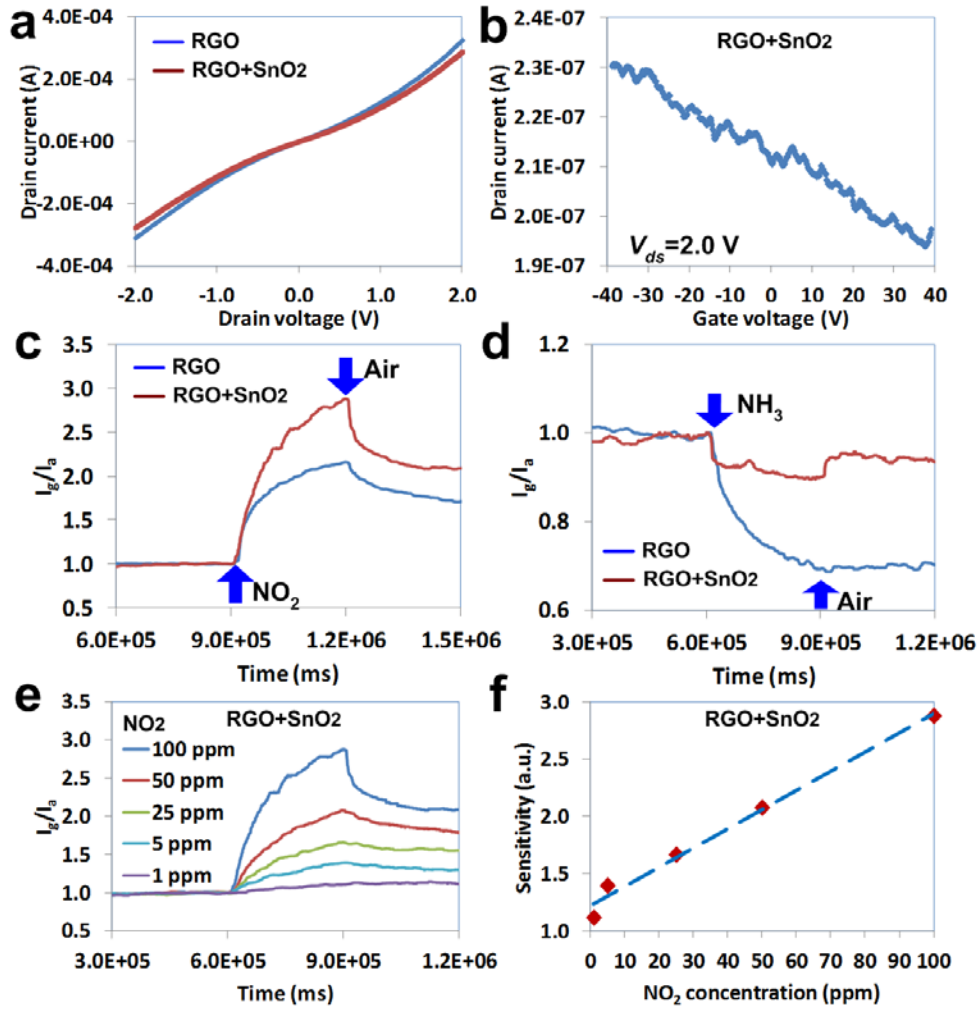 a
4.0E-04
2.0E-04
0.0E+00
-2.0E-04
-4.0E-04
Drain current (A)
RGO
RGO+SnO2
-2.0 -1.0 0.0 1.0 2.0
Drain voltage (V)
b
2.4E-07
2.3E-07
2.2E-07
2.1E-07
2.0E-07
1.9E-07
Drain current (A)
RGO+SnO2
Vds=2.0 V
-40 -30 -20 -10 0 10 20 30 40
Gate voltage (V)
c
3.5
3.0
2.5
2.0
1.5
1.0
0.5
Ig/Ia
RGO
RGO+SnO2
Air
NO2
6.0E+05 9.0E+05 1.2E+06 1.5E+06
Time (ms)
d
1.2
1.0
0.8
0.6
Ig/Ia
NH3
RGO
RGO+SnO2
Air
3.0E+05 6.0E+05 9.0E+05 1.2E+06
Time (ms)
e
3.5
3.0
2.5
2.0
1.5
1.0
0.5
Ig/Ia
NO2
RGO+SnO2
100 ppm
50 ppm
25 ppm
5 ppm
1 ppm
3.0E+05 6.0E+05 9.0E+05 1.2E+06
Time (ms)
f
3.0
2.5
2.0
1.5
1.0
Sensitivity (a.u.)
RGO+SnO2
0 10 20 30 40 50 60 70 80 90 100
NO2 concentration (ppm)